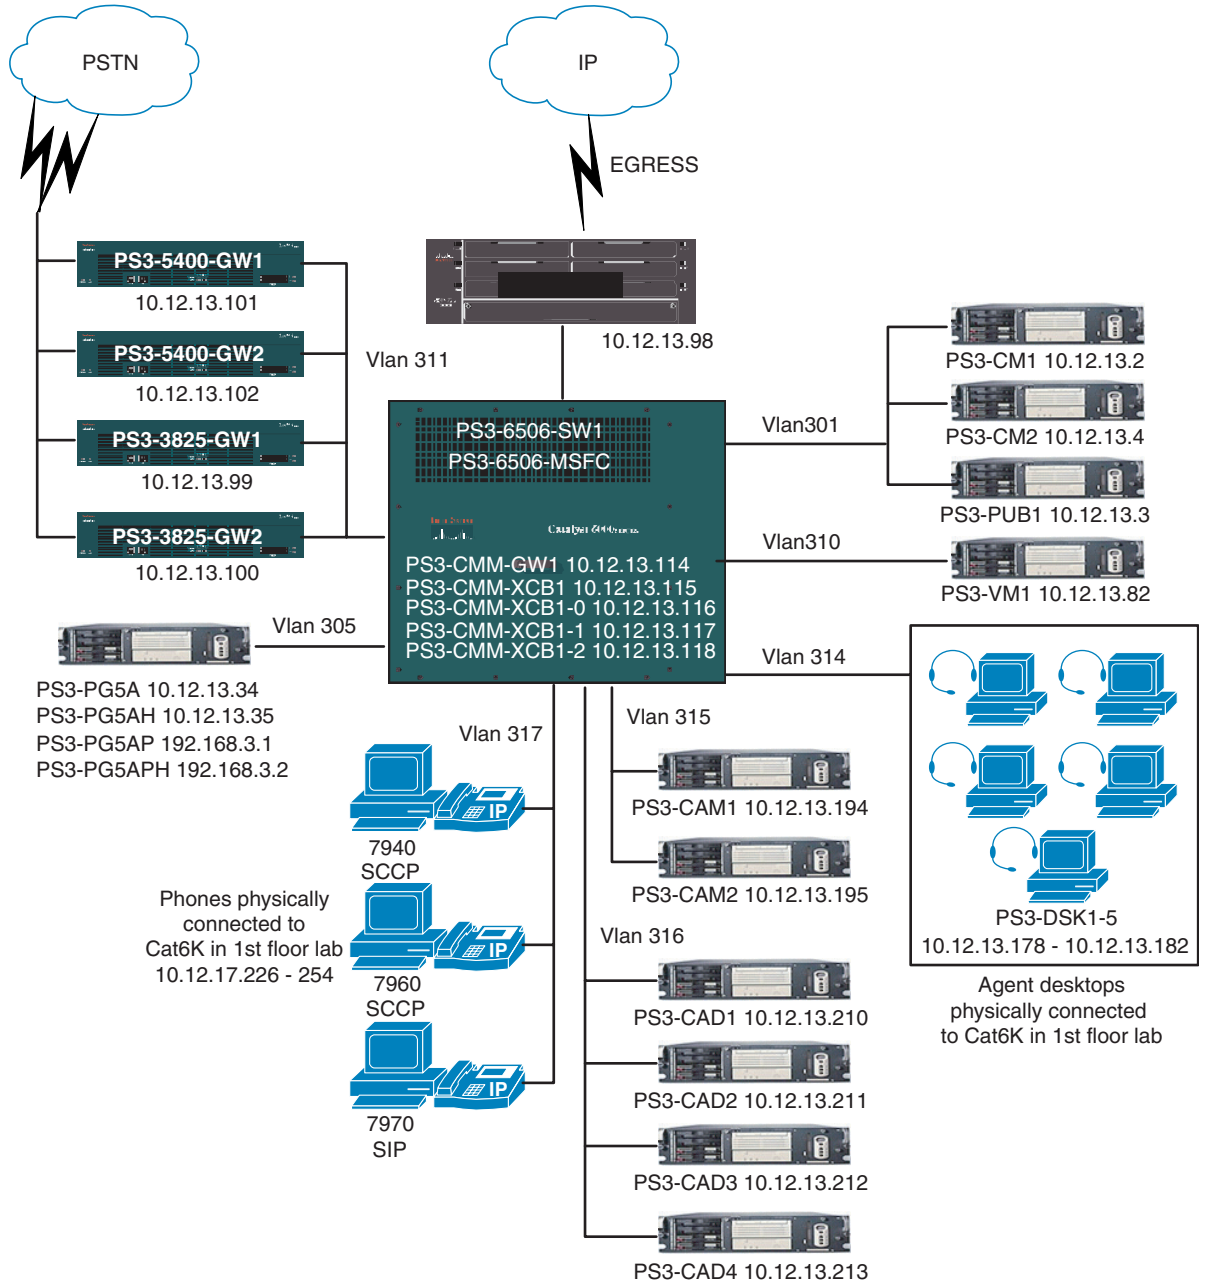 PSTN
IP
EGRESS
PS3-5400-GW1
10.12.13.101
PS3-5400-GW2
10.12.13.102
PS3-3825-GW1
10.12.13.99
PS3-3825-GW2
10.12.13.100
Vlan 311
10.12.13.98
PS3-6506-SW1
PS3-6506-MSFC
Catalyst 6000
PS3-CMM-GW1 10.12.13.114
PS3-CMM-XCB1 10.12.13.115
PS3-CMM-XCB1-0 10.12.13.116
PS3-CMM-XCB1-1 10.12.13.117
PS3-CMM-XCB1-2 10.12.13.118
Vlan301
PS3-CM1 10.12.13.2
PS3-CM2 10.12.13.4
PS3-PUB1 10.12.13.3
Vlan310
PS3-VM1 10.12.13.82
Vlan 305
PS3-PG5A 10.12.13.34
PS3-PG5AH 10.12.13.35
PS3-PG5AP 192.168.3.1
PS3-PG5APH 192.168.3.2
Vlan 314
PS3-DSK1-5
10.12.13.178 - 10.12.13.182
Agent desktops
physically connected
to Cat6K in 1st floor lab
Vlan 317
IP
7940
SCCP
IP
7960
SCCP
IP
7970
SIP
Phones physically
connected to
Cat6K in 1st floor lab
10.12.17.226 - 254
Vlan 315
PS3-CAM1 10.12.13.194
PS3-CAM2 10.12.13.195
Vlan 316
PS3-CAD1 10.12.13.210
PS3-CAD2 10.12.13.211
PS3-CAD3 10.12.13.212
PS3-CAD4 10.12.13.213